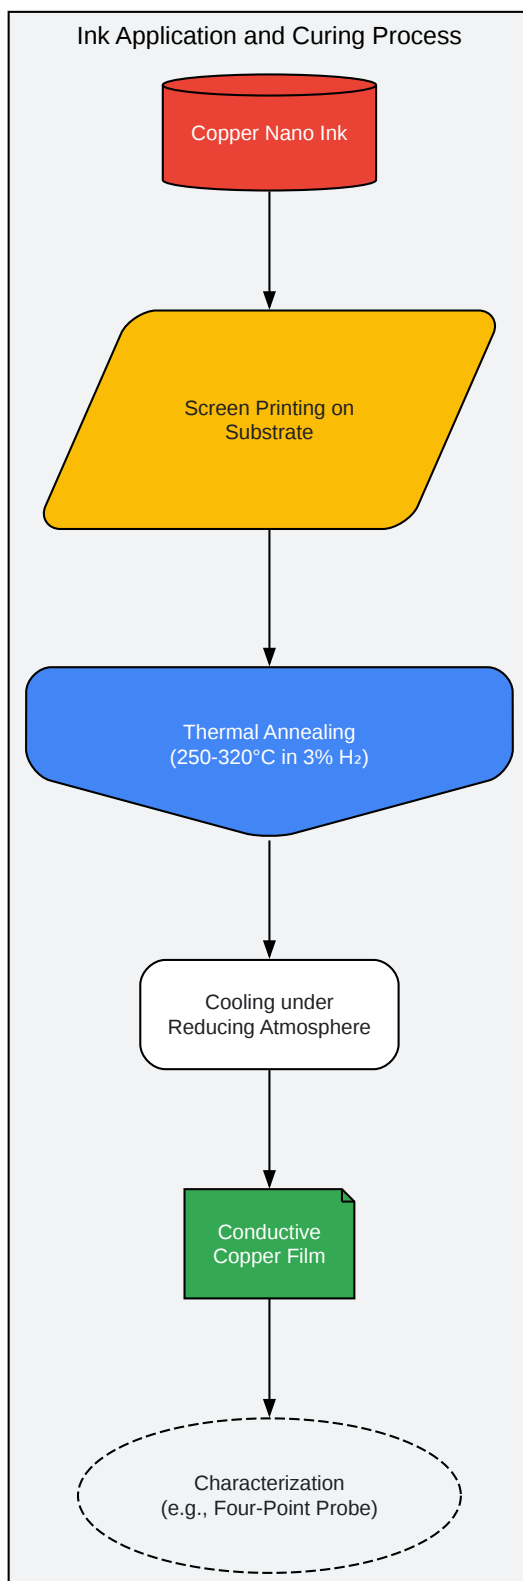 Ink Application and Curing Process
Copper Nano Ink
Screen Printing on
Substrate
Thermal Annealing
(250-320°C in 3% H₂)
Cooling under
Reducing Atmosphere
Conductive
Copper Film
Characterization
(e.g., Four-Point Probe)